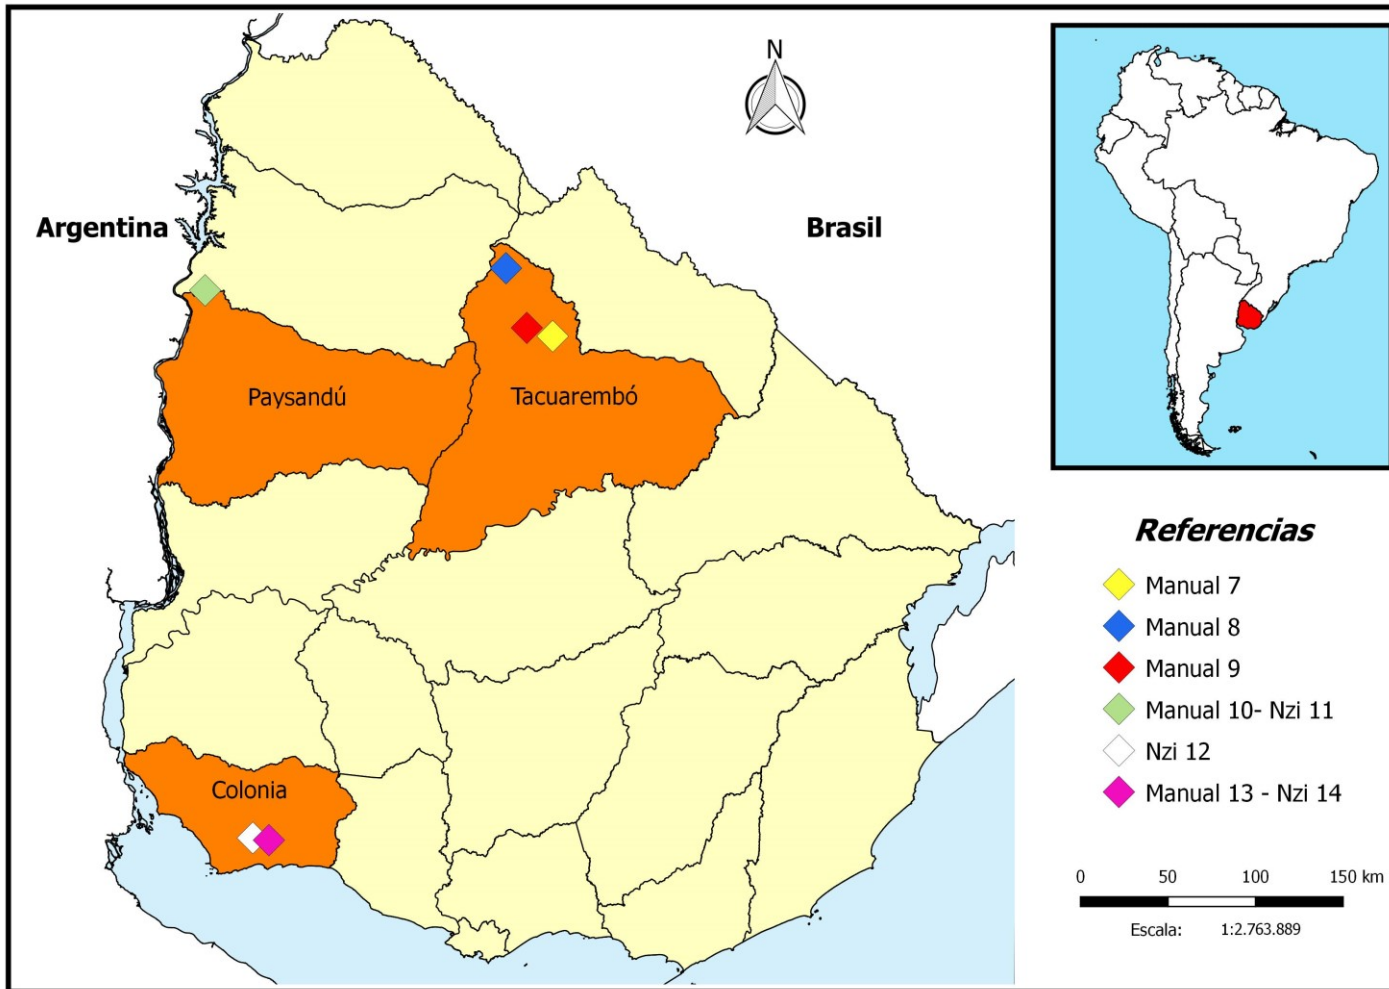 N
Argentina
Brasil
Paysandú
Tacuarembó
Colonia
Referencias
Manual 7
Manual 8
Manual 9
Manual 10- Nzi 11
Nzi 12
Manual 13 - Nzi 14
0 50 100 150 km
Escala: 1:2.763.889